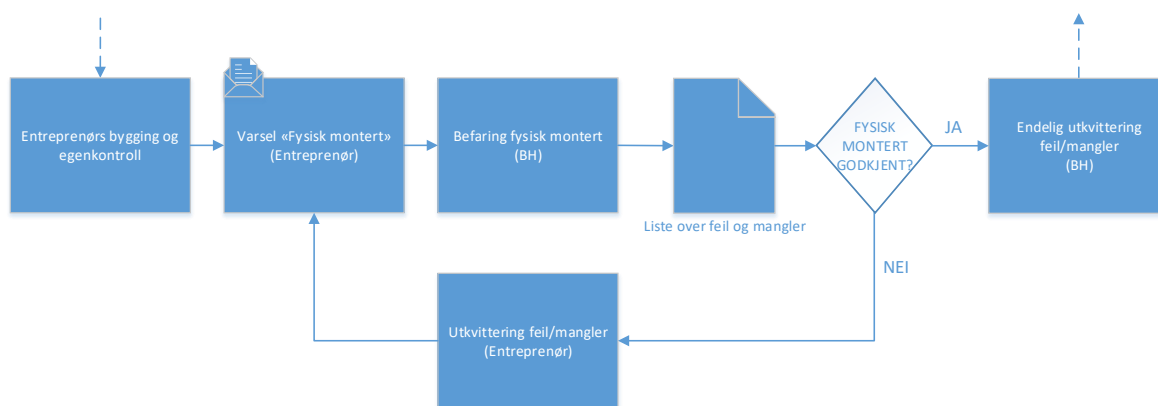 Entreprenørs bygging og
egenkontroll
Varsel «Fysisk montert»
(Entreprenør)
Befaring fysisk montert
(BH)
Liste over feil og mangler
FYSISK
MONTERT
GODKJENT?
JA
Endelig utkvittering
feil/mangler
(BH)
NEI
Utkvittering feil/mangler
(Entreprenør)